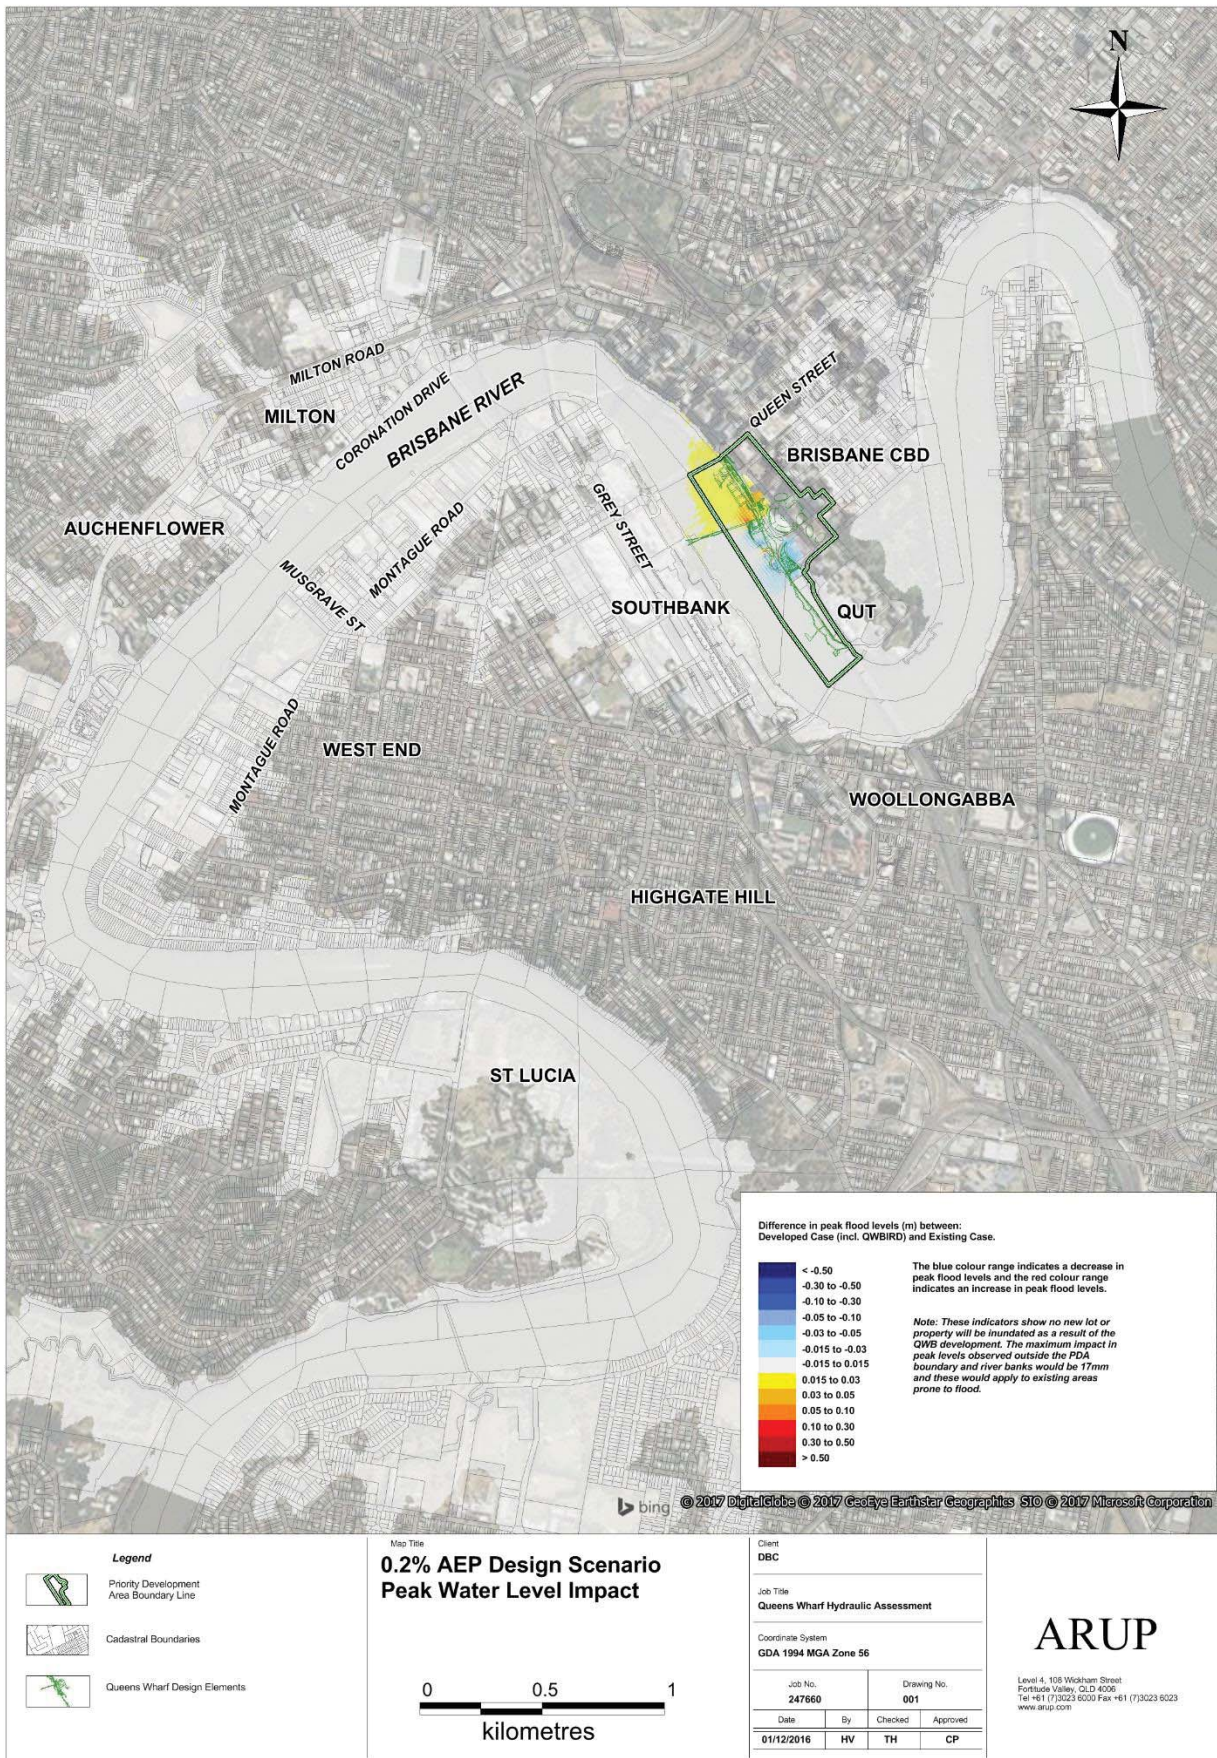 N
MILTON ROAD
MILTON
CORONATION DRIVE
BRISBANE RIVER
QUEEN STREET
BRISBANE CBD
AUCHENFLOWER
GREY STREET
MONTAGUE ROAD
MUSGRAVE ST
SOUTHBANK
QUT
MONTAGUE ROAD
WEST END
WOOLLONGABBA
HIGHGATE HILL
ST LUCIA
Difference in peak flood levels (m) between:
Developed Case (incl. QWBIRD) and Existing Case.
< -0.50
-0.30 to -0.50
-0.10 to -0.30
-0.05 to -0.10
-0.03 to -0.05
-0.015 to -0.03
-0.015 to 0.015
0.015 to 0.03
0.03 to 0.05
0.05 to 0.10
0.10 to 0.30
0.30 to 0.50
> 0.50
The blue colour range indicates a decrease in
peak flood levels and the red colour range
indicates an increase in peak flood levels.
Note: These indicators show no new lot or
property will be inundated as a result of the
QWB development. The maximum impact in
peak levels observed outside the PDA
boundary and river banks would be 17mm
and these would apply to existing areas
prone to flood.
bing © 2017 DigitalGlobe © 2017 GeoEye Earthstar Geographics SIO © 2017 Microsoft Corporation
Legend
Priority Development
Area Boundary Line
Cadastral Boundaries
Queens Wharf Design Elements
Map Title
0.2% AEP Design Scenario
Peak Water Level Impact
0 0.5 1
kilometres
Client
DBC
Job Title
Queens Wharf Hydraulic Assessment
Coordinate System
GDA 1994 MGA Zone 56
Job No. Drawing No.
247660 001
Date By Checked Approved
01/12/2016 HV TH CP
ARUP
Level 4, 108 Wickham Street
Fortitude Valley, QLD 4006
Tel +61 (7)3023 6000 Fax +61 (7)3023 6023
www.arup.com